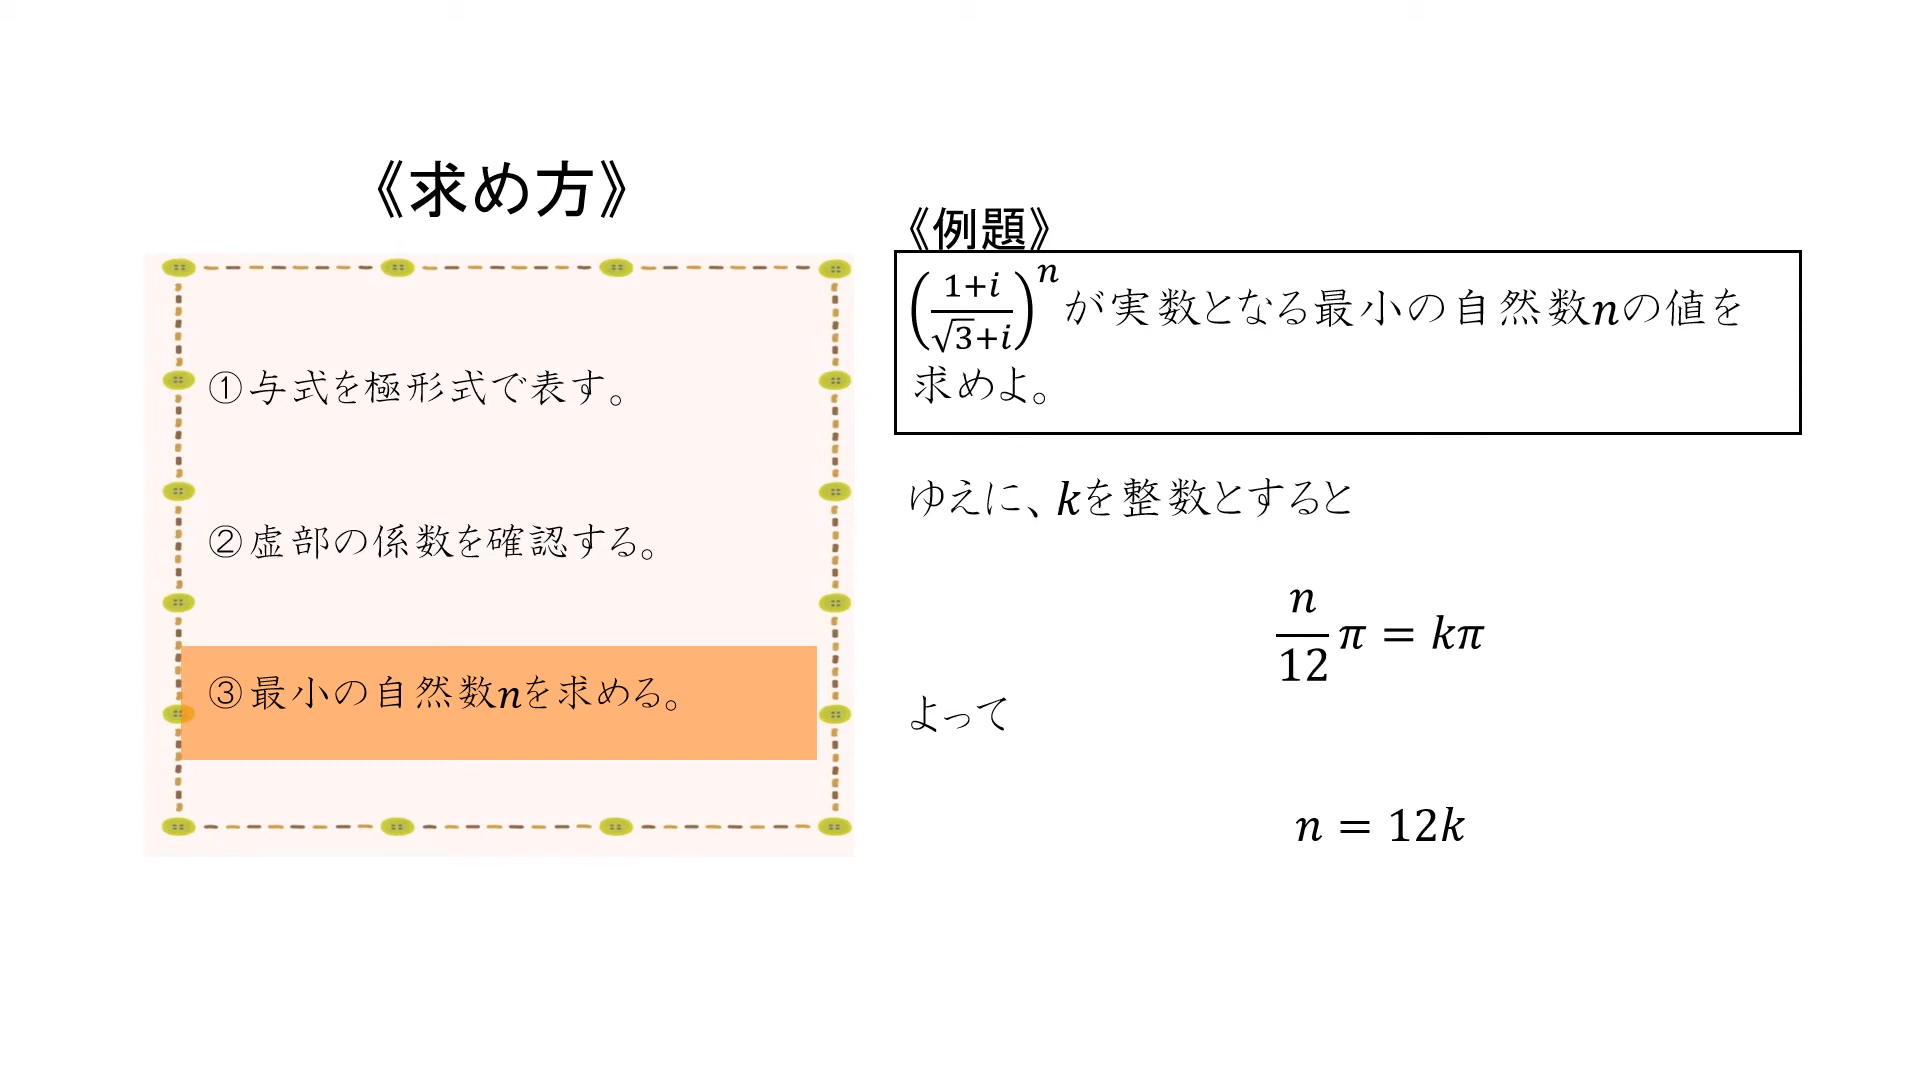 《求め方》
①与式を極形式で表す。
②虚部の係数を確認する。
③最小の自然数nを求める。
《例題》
((1+i)/(√3+i))^nが実数となる最小の自然数nの値を
求めよ。
ゆえに、kを整数とすると
n/12 π = kπ
よって
n = 12k